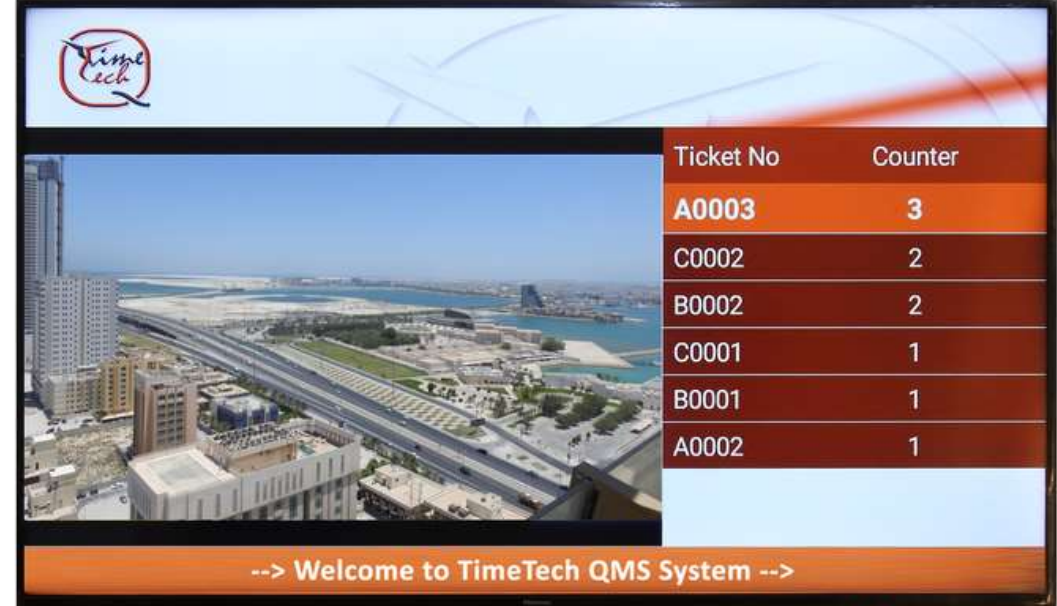 Time
Tech
Ticket No Counter
A0003 3
C0002 2
B0002 2
C0001 1
B0001 1
A0002 1
--> Welcome to TimeTech QMS System -->